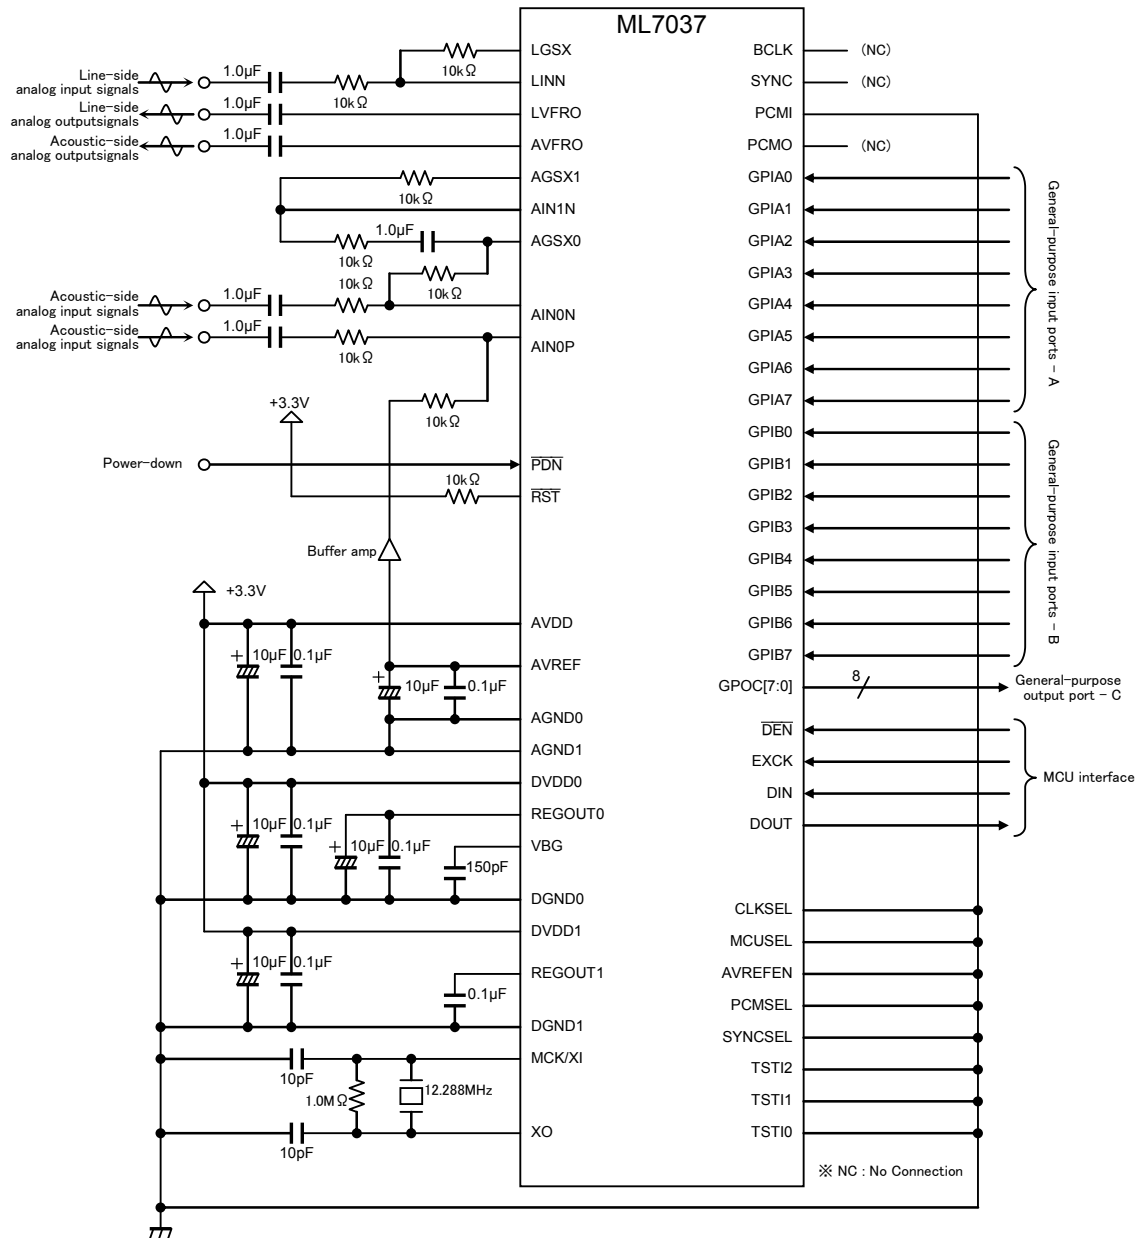 ML7037
Line-side
analog input signals
1.0µF
10kΩ
10kΩ
LGSX
LINN
Line-side
analog outputsignals
1.0µF
LVFRO
Acoustic-side
analog outputsignals
1.0µF
AVFRO
10kΩ
AGSX1
AIN1N
1.0µF
10kΩ
AGSX0
10kΩ
10kΩ
Acoustic-side
analog input signals
1.0µF
AIN0N
Acoustic-side
analog input signals
1.0µF
10kΩ
AIN0P
+3.3V
10kΩ
Power-down
PDN
10kΩ
RST
Buffer amp
+3.3V
AVDD
+
10µF
0.1µF
AVREF
+
10µF
0.1µF
AGND0
AGND1
DVDD0
+
10µF
0.1µF
REGOUT0
+
10µF
0.1µF
VBG
150pF
DGND0
DVDD1
+
10µF
0.1µF
REGOUT1
0.1µF
DGND1
MCK/XI
10pF
1.0MΩ
12.288MHz
XO
10pF
BCLK
(NC)
SYNC
(NC)
PCMI
PCMO
(NC)
GPIA0
GPIA1
GPIA2
GPIA3
GPIA4
GPIA5
GPIA6
GPIA7
General-purpose input ports - A
GPIB0
GPIB1
GPIB2
GPIB3
GPIB4
GPIB5
GPIB6
GPIB7
General-purpose input ports - B
GPOC[7:0]
8
General-purpose
output port - C
DEN
EXCK
DIN
DOUT
MCU interface
CLKSEL
MCUSEL
AVREFEN
PCMSEL
SYNCSEL
TSTI2
TSTI1
TSTI0
※ NC : No Connection